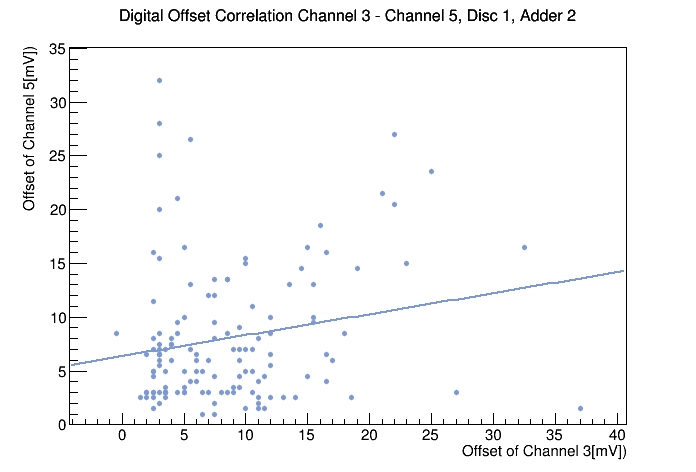 Digital Offset Correlation Channel 3 - Channel 5, Disc 1, Adder 2
Offset of Channel 5[mV])
35
30
25
20
15
10
5
0
0 5 10 15 20 25 30 35 40
Offset of Channel 3[mV])